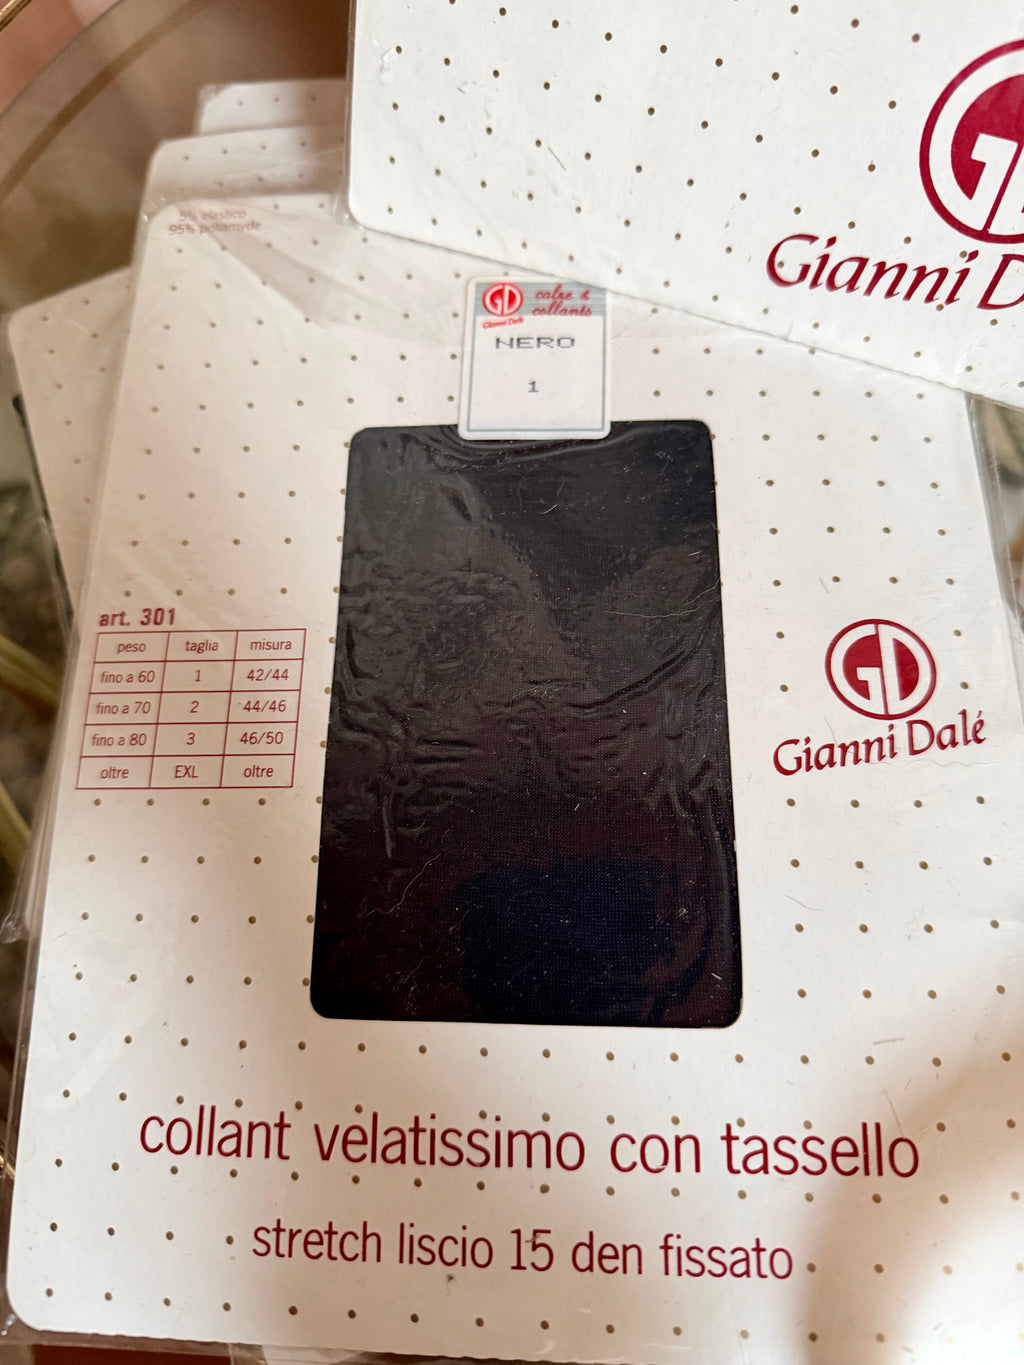 GD
Gianni D
5% elastico
95% poliamyde
GD calze &
collants
Gianni Dalé
NERO
1
art. 301
peso taglia misura
fino a 60 1 42/44
fino a 70 2 44/46
fino a 80 3 46/50
oltre EXL oltre
GD
Gianni Dalé
collant velatissimo con tassello
stretch liscio 15 den fissato